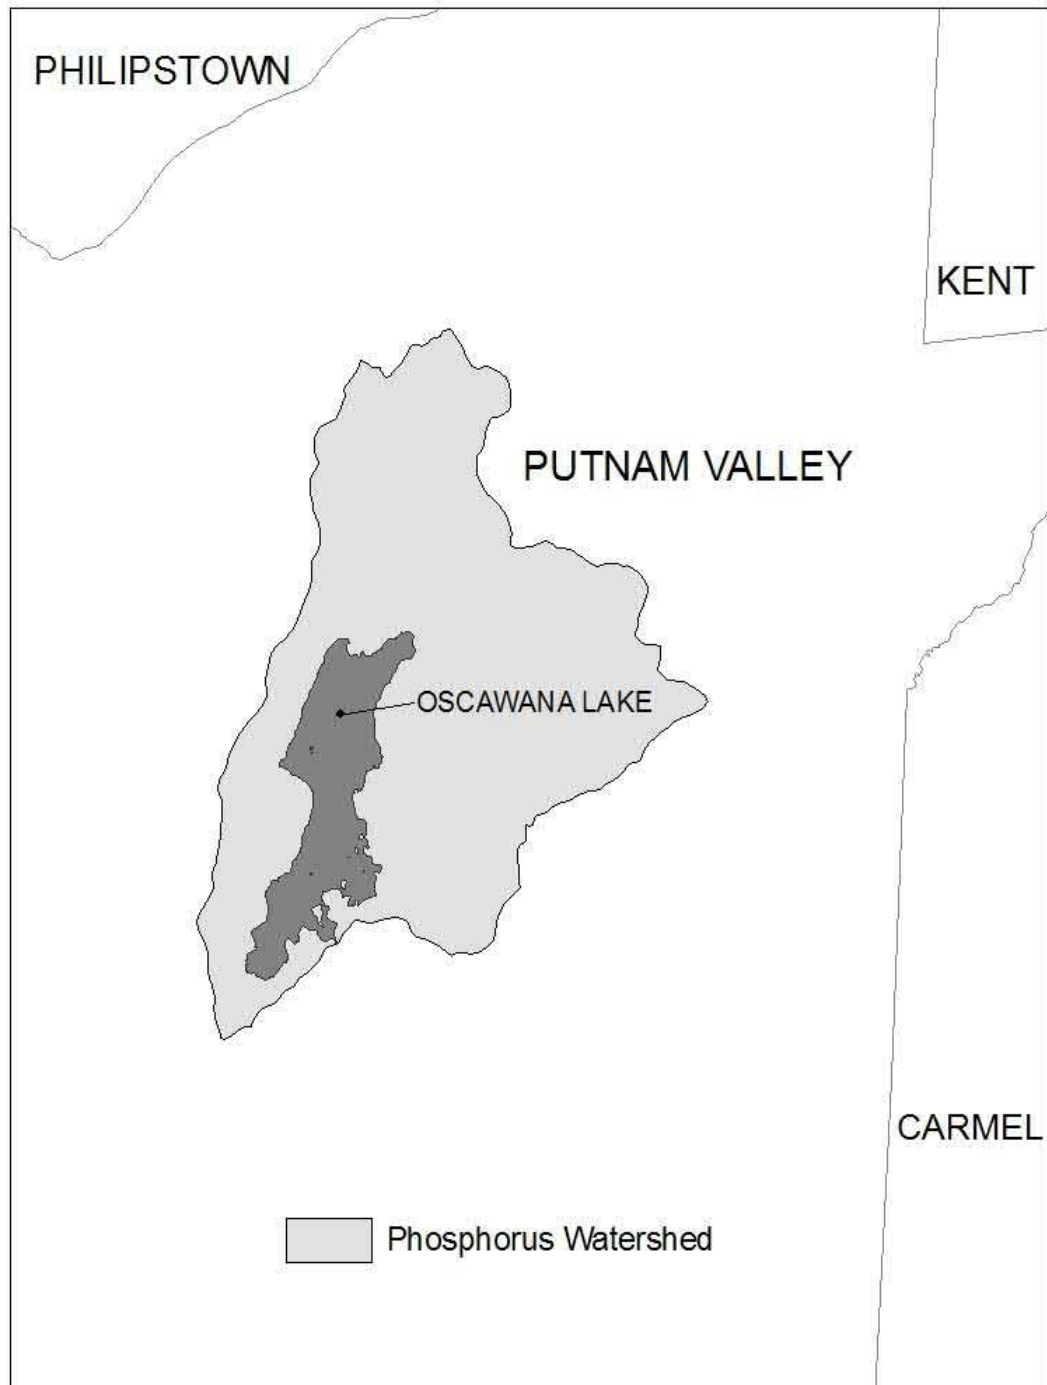 PHILIPSTOWN
KENT
PUTNAM VALLEY
OSCAWANA LAKE
CARMEL
Phosphorus Watershed